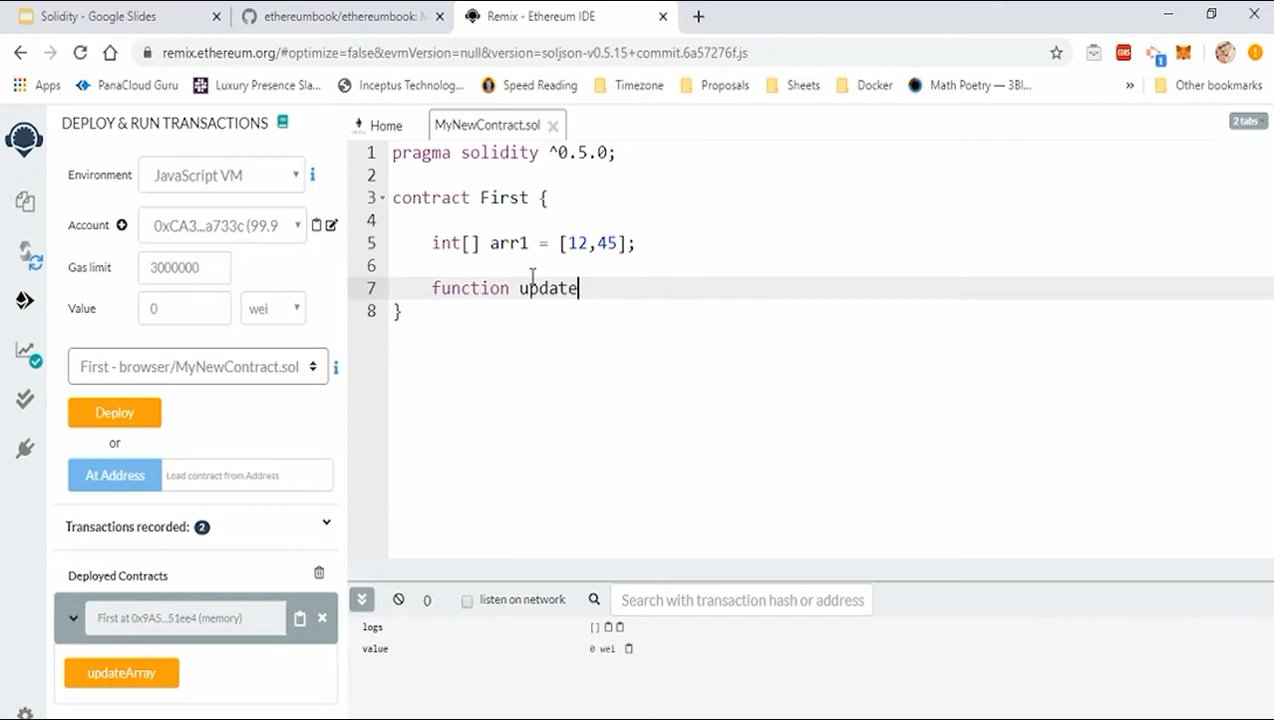 Solidity - Google Slides
ethereumbook/ethereumbook: M
Remix - Ethereum IDE
remix.ethereum.org/#optimize=false&evmVersion=null&version=soljson-v0.5.15+commit.6a57276f.js
Apps
PanaCloud Guru
Luxury Presence Sla...
Inceptus Technolog...
Speed Reading
Timezone
Proposals
Sheets
Docker
Math Poetry — 3Bl...
»
Other bookmarks
CORS
1
DEPLOY & RUN TRANSACTIONS
Home
MyNewContract.sol
2 tabs
Environment
JavaScript VM
Account
0xCA3...a733c (99.9
Gas limit
3000000
Value
0
wei
First - browser/MyNewContract.sol
Deploy
or
At Address
Load contract from Address
Transactions recorded: 2
Deployed Contracts
First at 0x9A5...51ee4 (memory)
updateArray
1 pragma solidity ^0.5.0;
2
3 contract First {
4
5 int[] arr1 = [12,45];
6
7 function update
8 }
0
listen on network
Search with transaction hash or address
logs
[]
value
0 wei